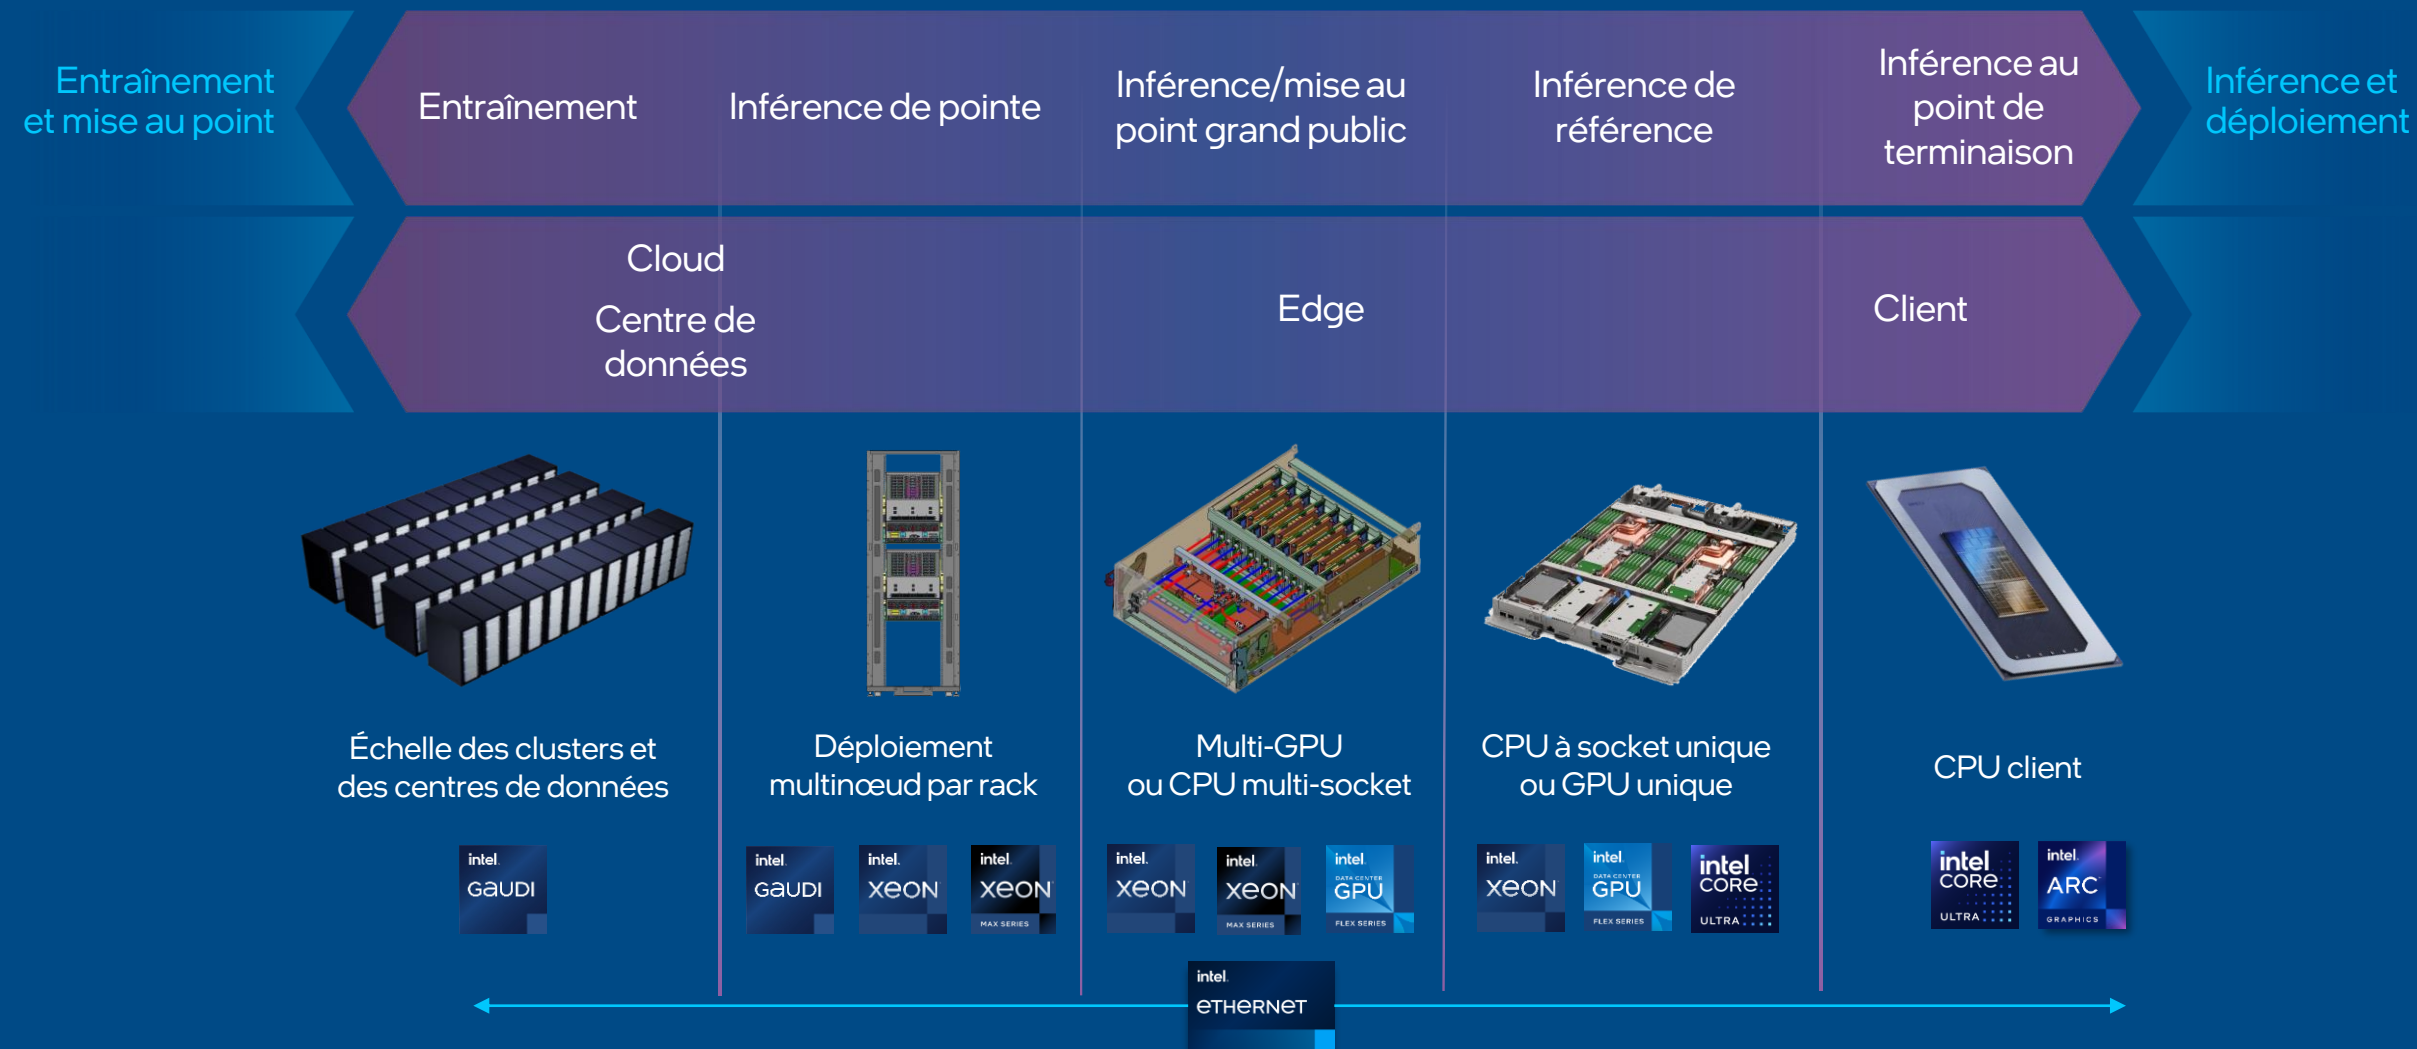 Entraînement
et mise au point
Entraînement
Inférence de pointe
Inférence/mise au
point grand public
Inférence de
référence
Inférence au
point de
terminaison
Inférence et
déploiement
Cloud
Centre de
données
Edge
Client
Échelle des clusters et
des centres de données
Déploiement
multinœud par rack
Multi-GPU
ou CPU multi-socket
CPU à socket unique
ou GPU unique
CPU client
intel.
GAUDI
intel.
GAUDI
intel.
XEON
intel.
XEON
MAX SERIES
intel.
XEON
intel.
XEON
MAX SERIES
intel.
DATA CENTER
GPU
FLEX SERIES
intel.
XEON
intel.
DATA CENTER
GPU
FLEX SERIES
intel
CORE
ULTRA
intel
CORE
ULTRA
intel.
ARC
GRAPHICS
intel.
ETHERNET